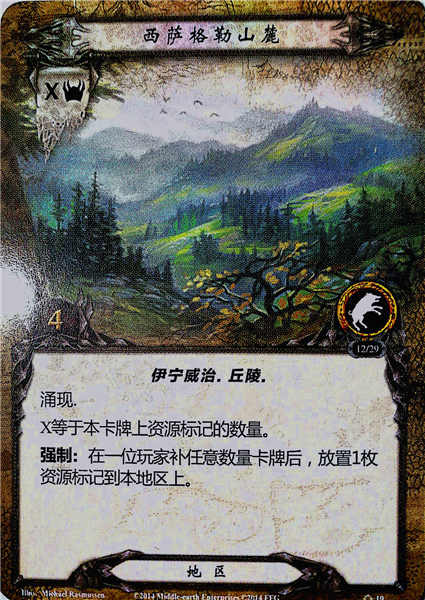 西萨格勒山麓
X
4
12/29
伊宁威治. 丘陵.
涌现.
X等于本卡牌上资源标记的数量。
强制：在一位玩家补任意数量卡牌后，放置1枚
资源标记到本地区上。
地区
Illus. Michael Rasmussen
©2014 Middle-earth Enterprises ©2014 FFG
19